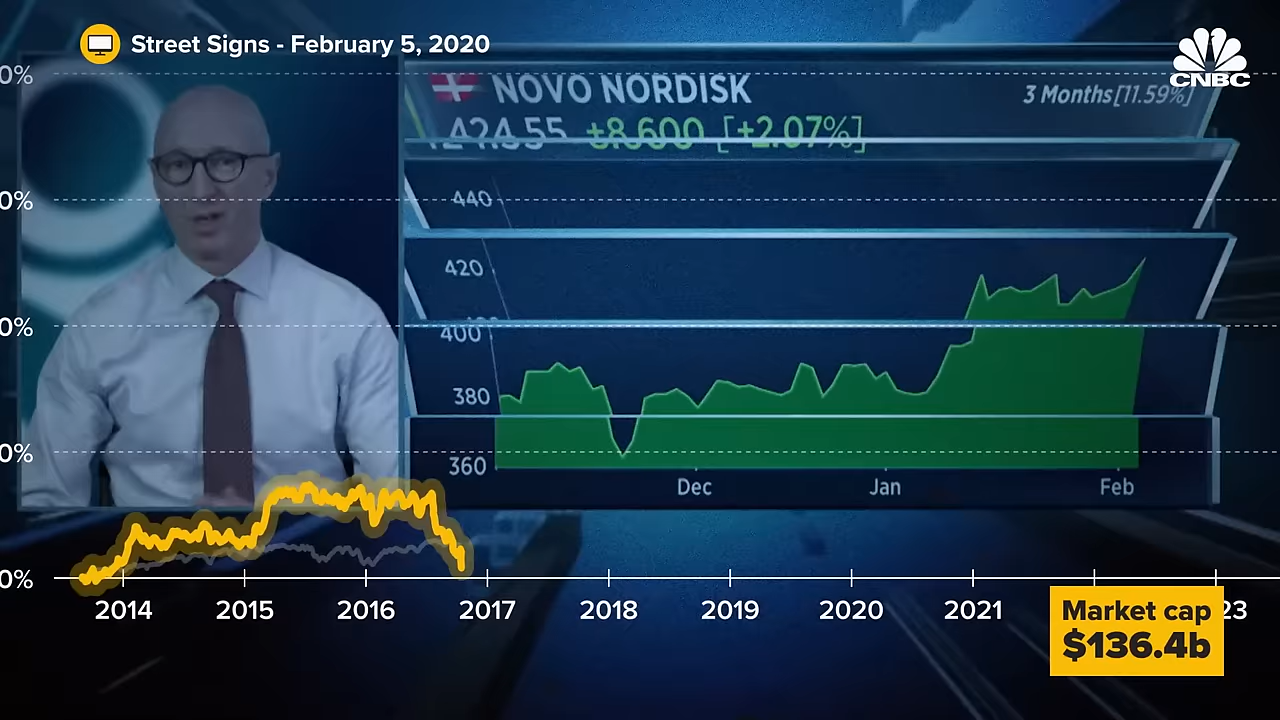 Street Signs - February 5, 2020
CNBC
0%
NOVO NORDISK
3 Months[11.59%]
424.55 +8.600 [+2.07%]
0%
440
420
0%
400
380
0%
360
Dec Jan Feb
0%
2014 2015 2016 2017 2018 2019 2020 2021 23
Market cap
$136.4b